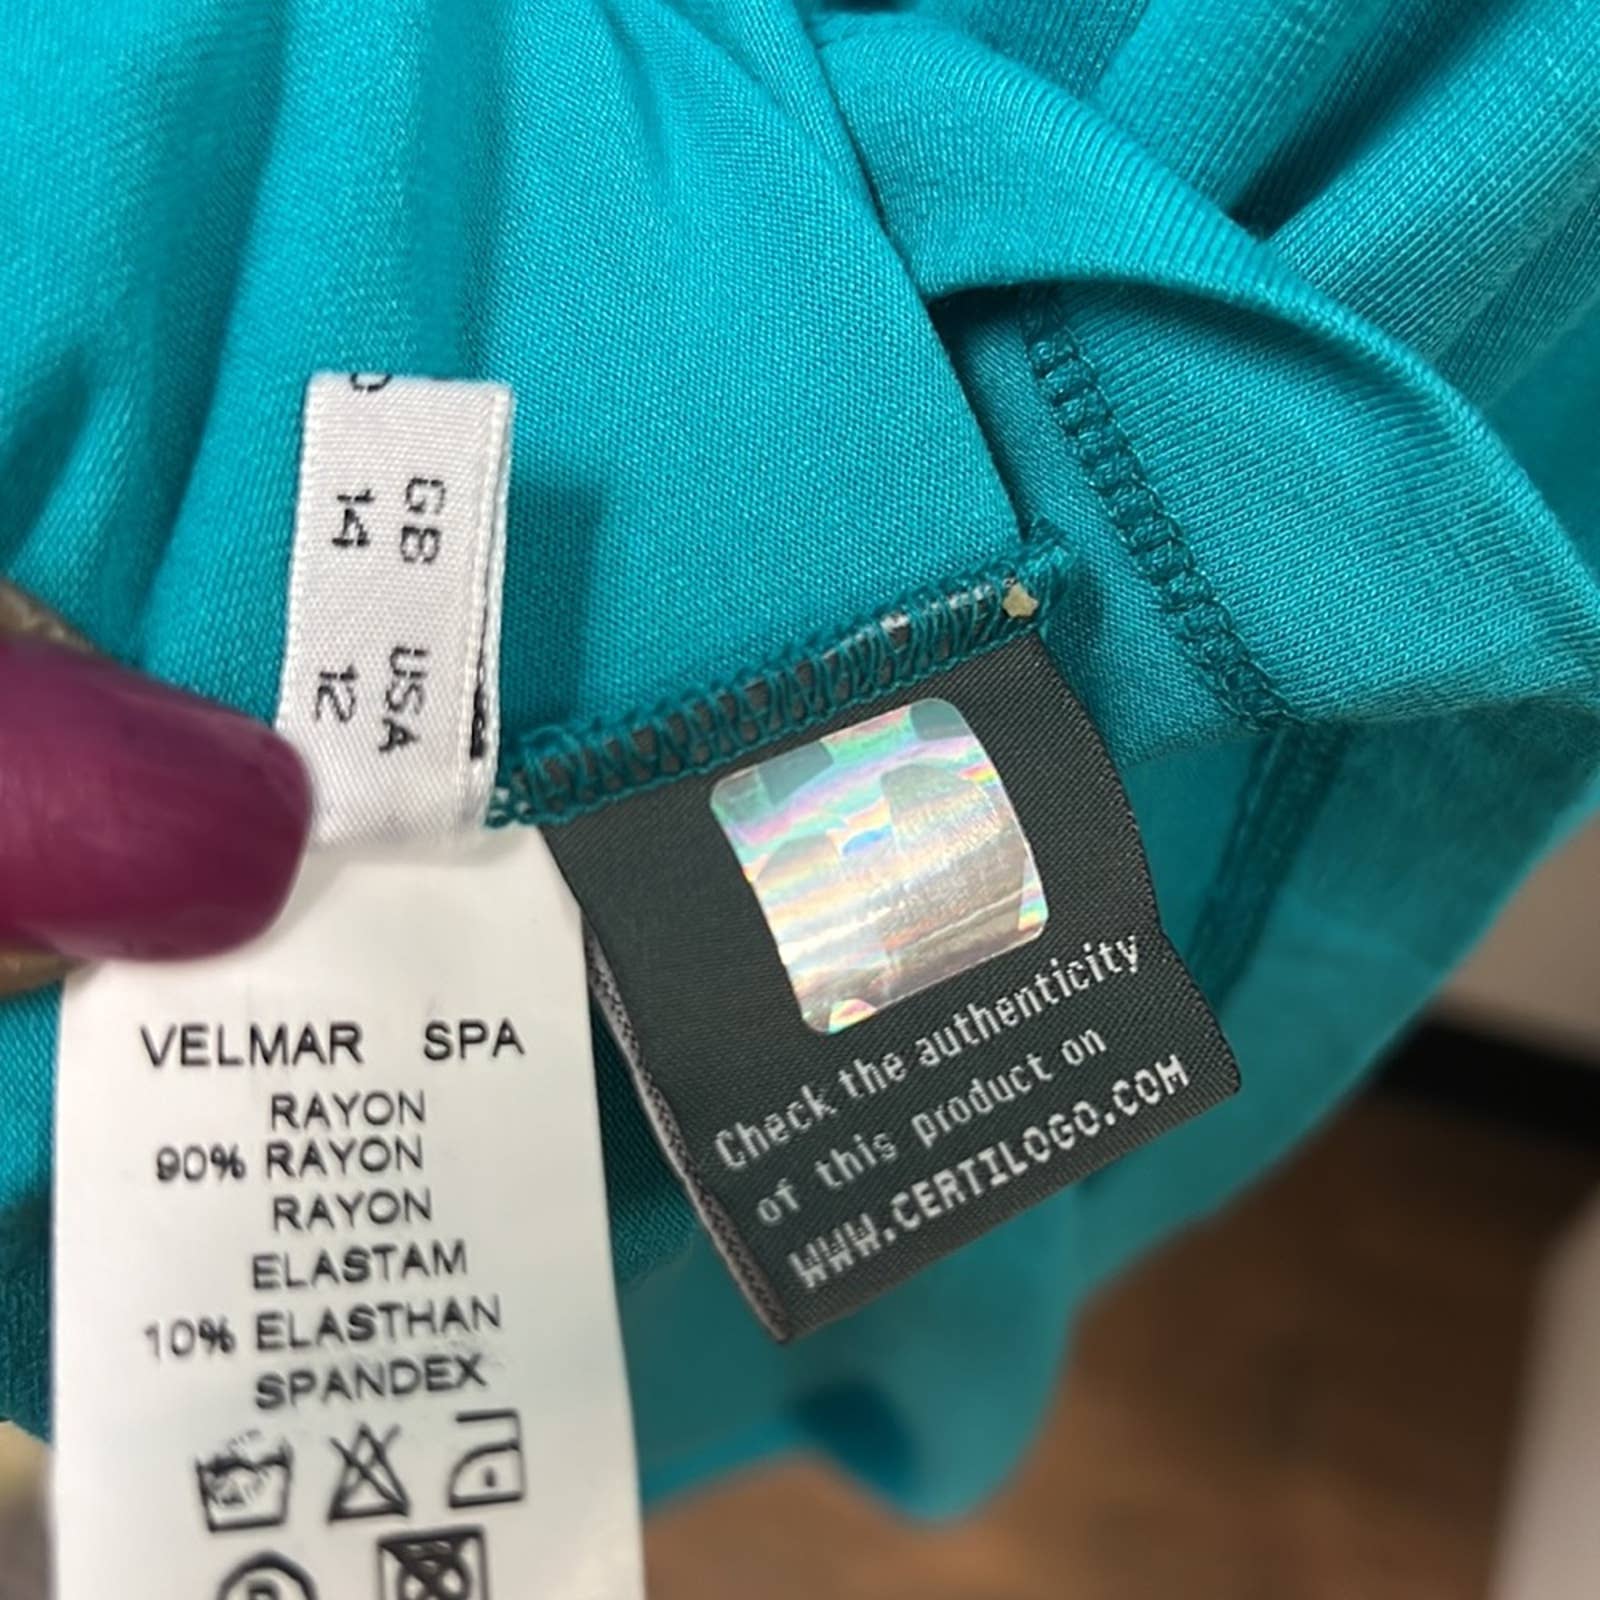 GB USA
14 12
VELMAR SPA
RAYON
90% RAYON
RAYON
ELASTAM
10% ELASTHAN
SPANDEX
Check the authenticity
of this product on
WWW.CERTILOGO.COM